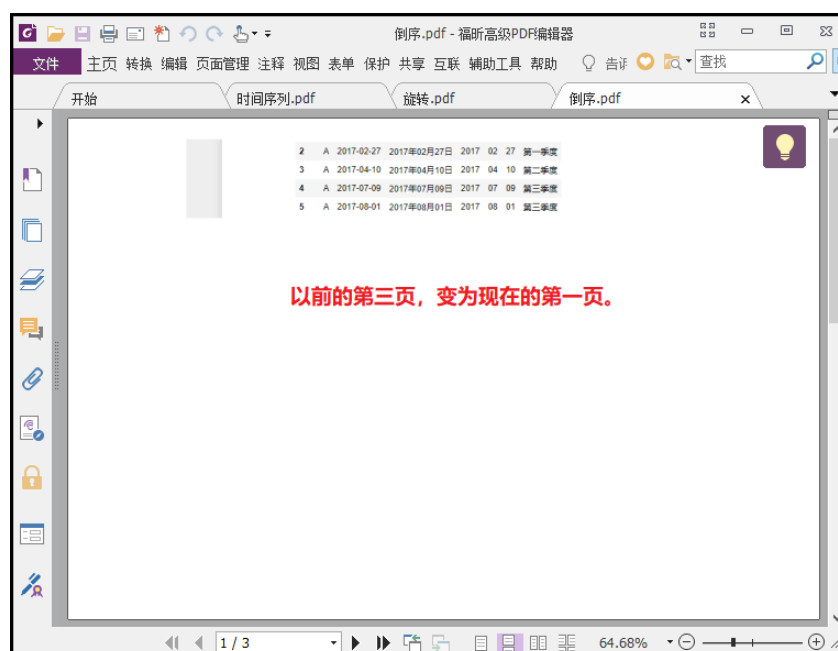 倒序.pdf - 福昕高级PDF编辑器
文件 主页 转换 编辑 页面管理 注释 视图 表单 保护 共享 互联 辅助工具 帮助 告诉 查找
开始 时间序列.pdf 旋转.pdf 倒序.pdf
2 A 2017-02-27 2017年02月27日 2017 02 27 第一季度
3 A 2017-04-10 2017年04月10日 2017 04 10 第二季度
4 A 2017-07-09 2017年07月09日 2017 07 09 第三季度
5 A 2017-08-01 2017年08月01日 2017 08 01 第三季度
以前的第三页，变为现在的第一页。
1 / 3 64.68%